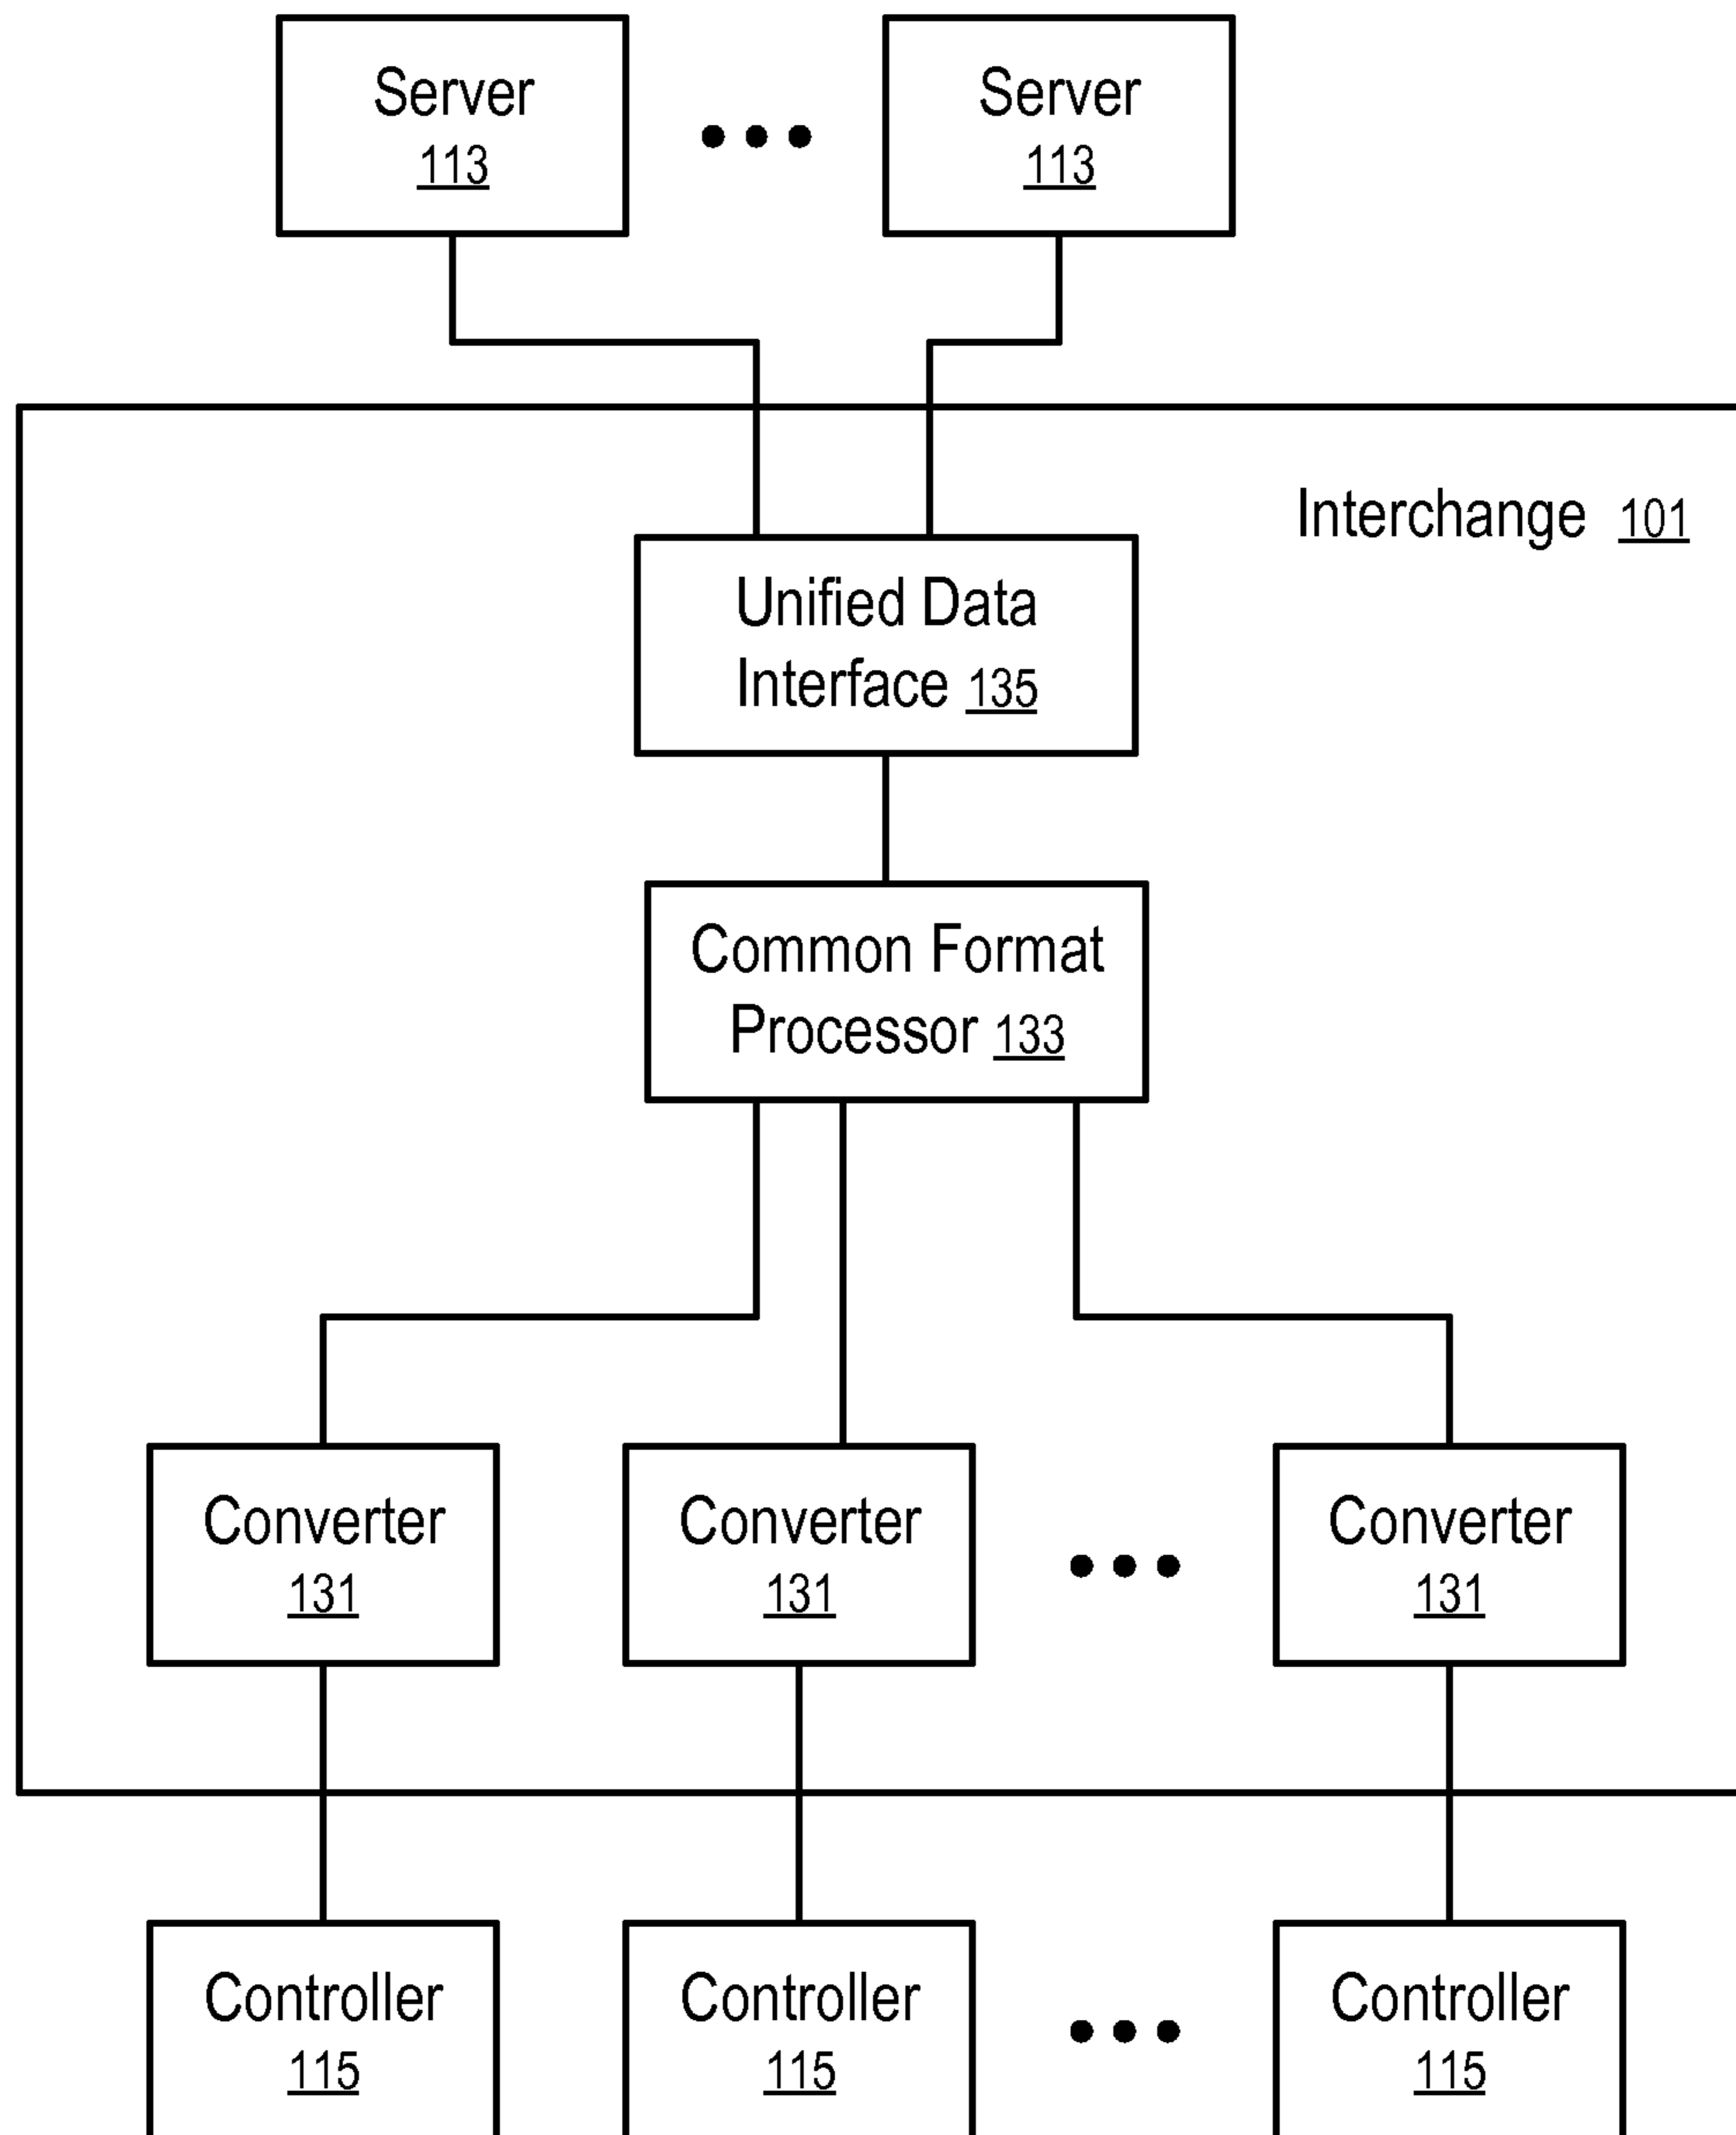 Server
113
Server
113
Interchange 101
Unified Data
Interface 135
Common Format
Processor 133
Converter
131
Converter
131
Converter
131
Controller
115
Controller
115
Controller
115